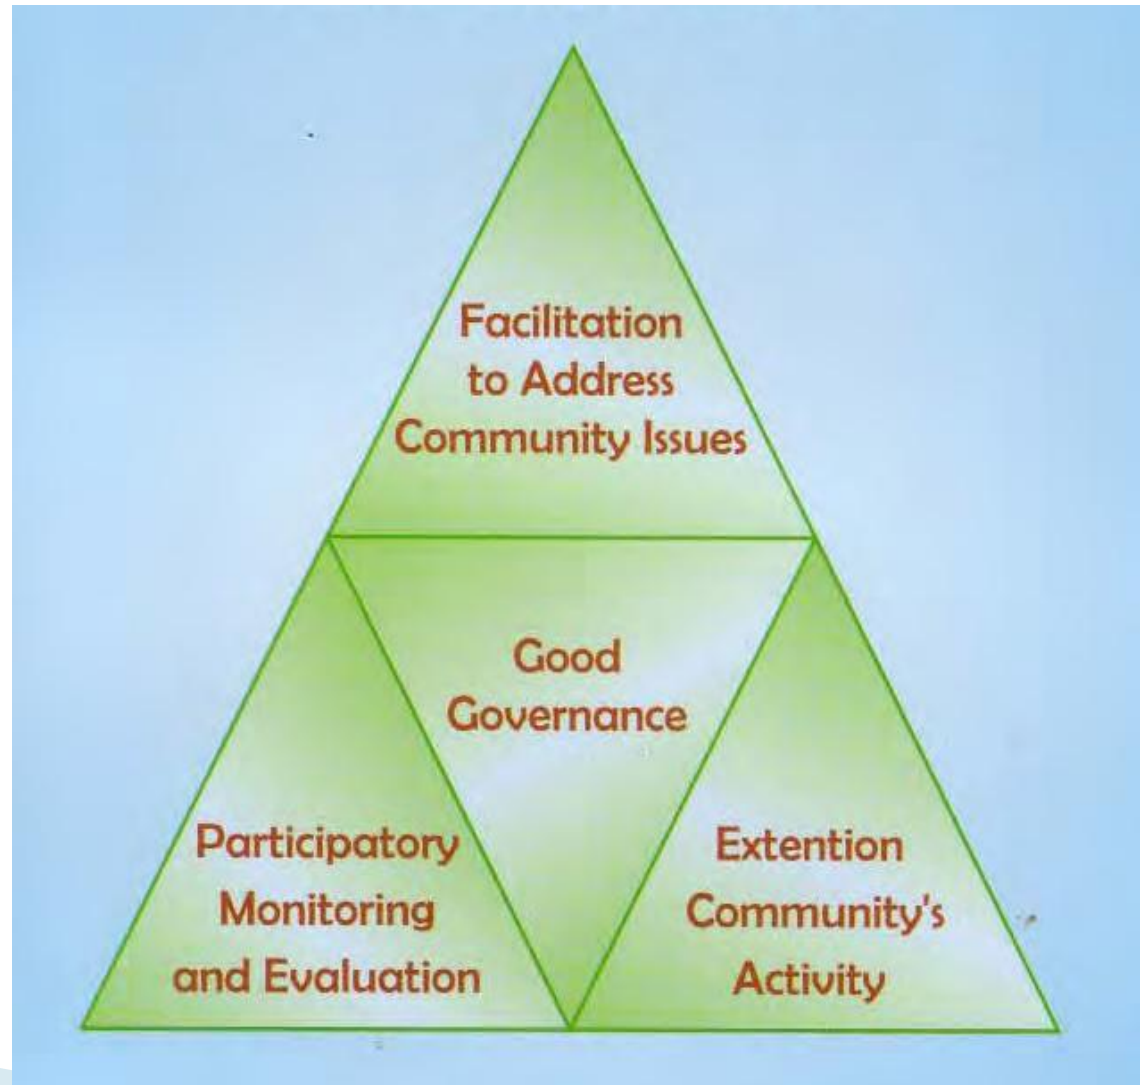 Facilitation
to Address
Community Issues
Good
Governance
Participatory
Monitoring
and Evaluation
Extention
Community's
Activity